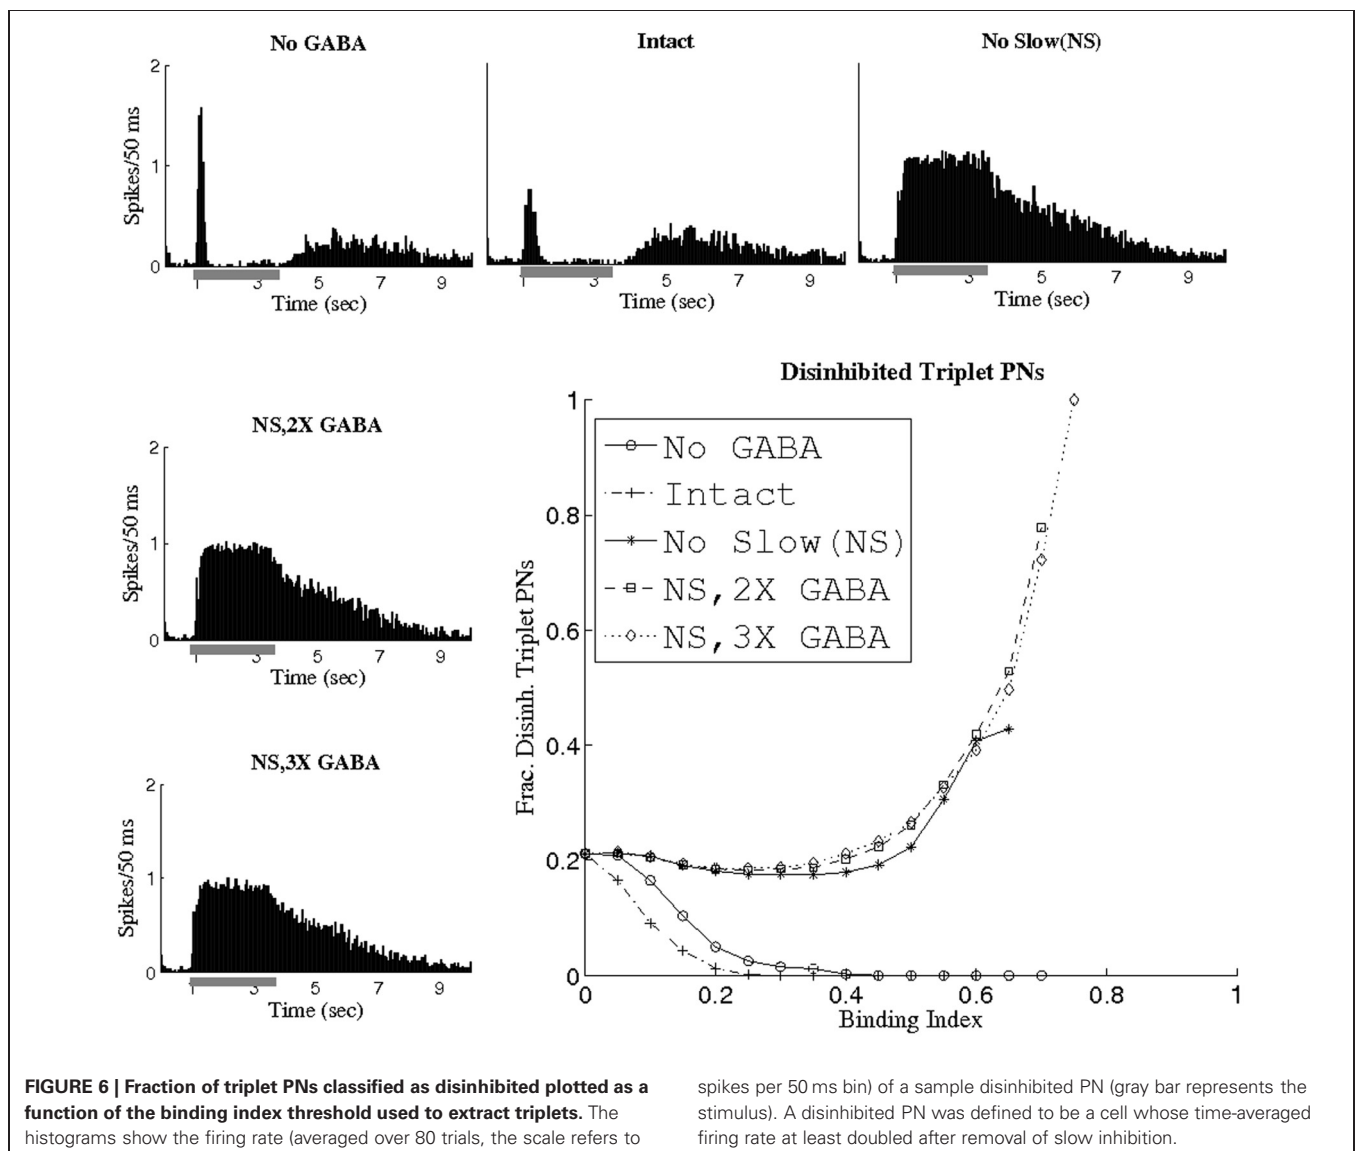 No GABA
Intact
No Slow(NS)
2
1
0
Spikes/50 ms
1 3 5 7 9
Time (sec)
1 3 5 7 9
Time (sec)
1 3 5 7 9
Time (sec)
NS,2X GABA
2
1
0
Spikes/50 ms
1 3 5 7 9
Time (sec)
NS,3X GABA
2
1
0
Spikes/50 ms
1 3 5 7 9
Time (sec)
Disinhibited Triplet PNs
1
0.8
0.6
0.4
0.2
0
Frac. Disinh. Triplet PNs
No GABA
Intact
No Slow(NS)
NS,2X GABA
NS,3X GABA
0 0.2 0.4 0.6 0.8 1
Binding Index
FIGURE 6 | Fraction of triplet PNs classified as disinhibited plotted as a
function of the binding index threshold used to extract triplets. The
histograms show the firing rate (averaged over 80 trials, the scale refers to
spikes per 50 ms bin) of a sample disinhibited PN (gray bar represents the
stimulus). A disinhibited PN was defined to be a cell whose time-averaged
firing rate at least doubled after removal of slow inhibition.